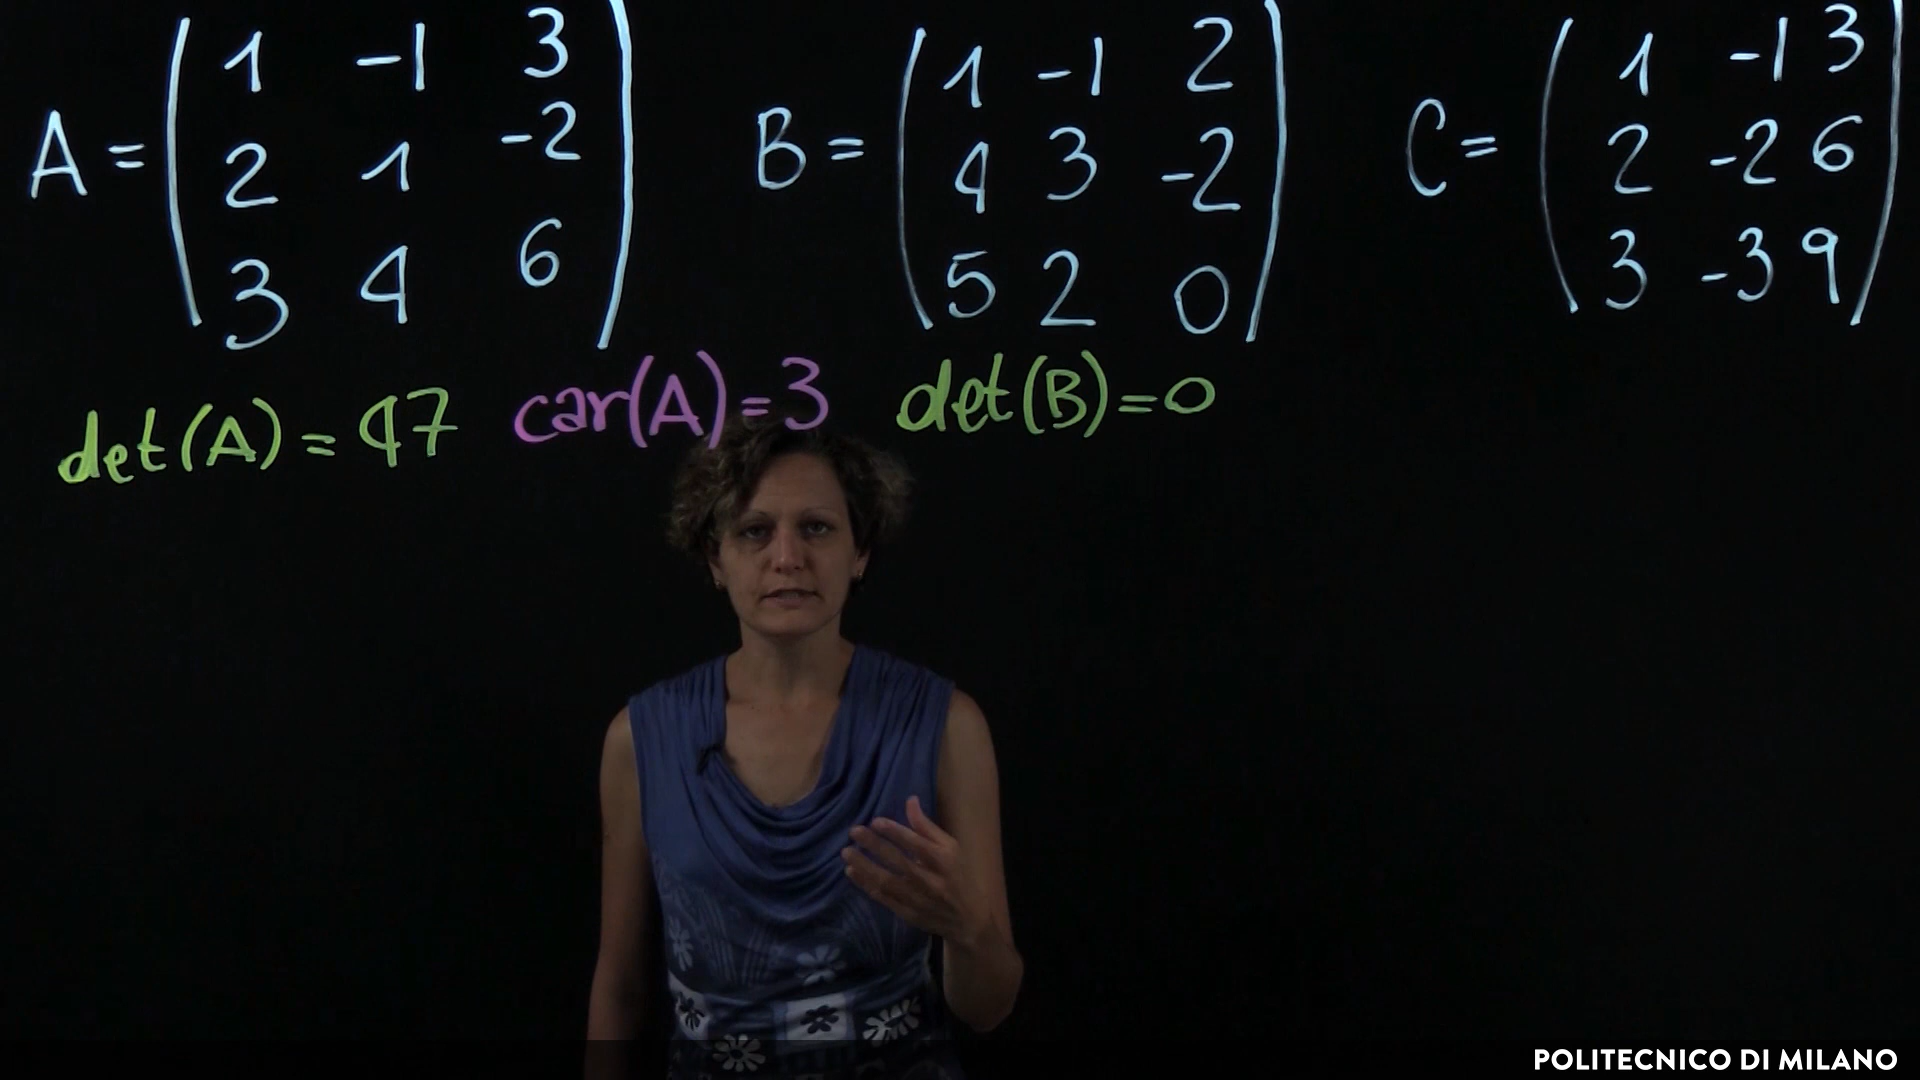 A = ( 1 -1 3
2 1 -2
3 4 6 )
B = ( 1 -1 2
4 3 -2
5 2 0 )
C = ( 1 -1 3
2 -2 6
3 -3 9 )
det(A) = 47
car(A) = 3
det(B) = 0
POLITECNICO DI MILANO